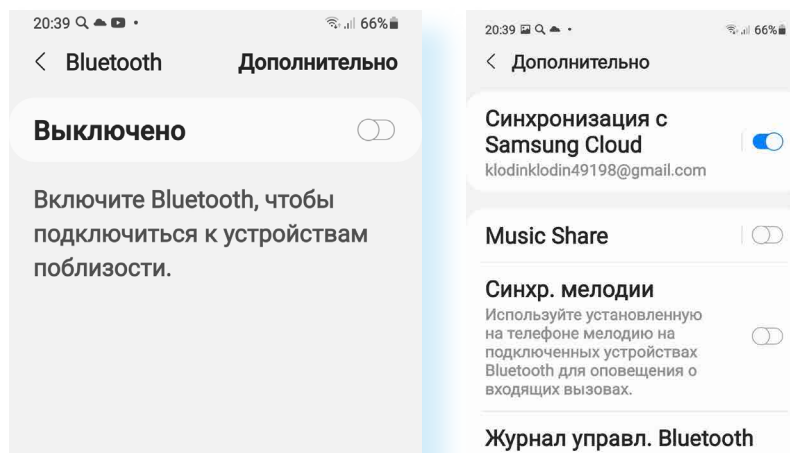 20:39
66%
Bluetooth
Дополнительно
Выключено
Включите Bluetooth, чтобы
подключиться к устройствам
поблизости.
20:39
66%
Дополнительно
Синхронизация с
Samsung Cloud
klodinklodin49198@gmail.com
Music Share
Синхр. мелодии
Используйте установленную
на телефоне мелодию на
подключенных устройствах
Bluetooth для оповещения о
входящих вызовах.
Журнал управл. Bluetooth